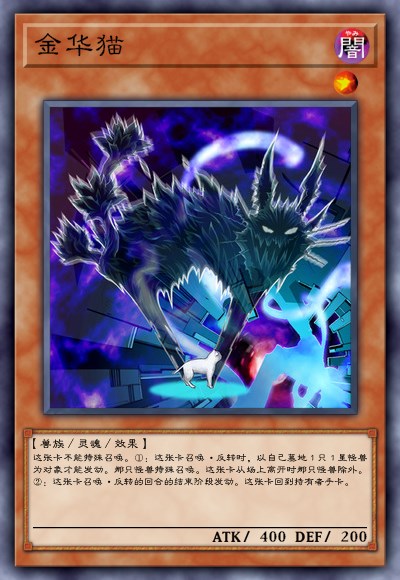 金华猫
やみ
闇
【兽族／灵魂／效果】
这张卡不能特殊召唤。①：这张卡召唤·反转时，以自己墓地1只1星怪兽
为对象才能发动。那只怪兽特殊召唤。这张卡从场上离开时那只怪兽除外。
②：这张卡召唤·反转的回合的结束阶段发动。这张卡回到持有者手卡。
ATK/ 400 DEF/ 200